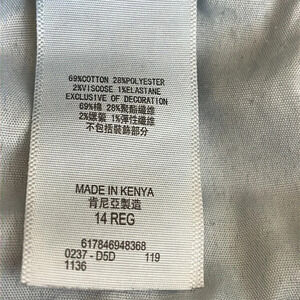 69%COTTON 28%POLYESTER
2%VISCOSE 1%ELASTANE
EXCLUSIVE OF DECORATION
69%棉 28%聚酯纖維
2%嫘縈 1%彈性纖維
不包括裝飾部分
MADE IN KENYA
肯尼亞製造
14 REG
617846948368
0237 - D5D 119
1136